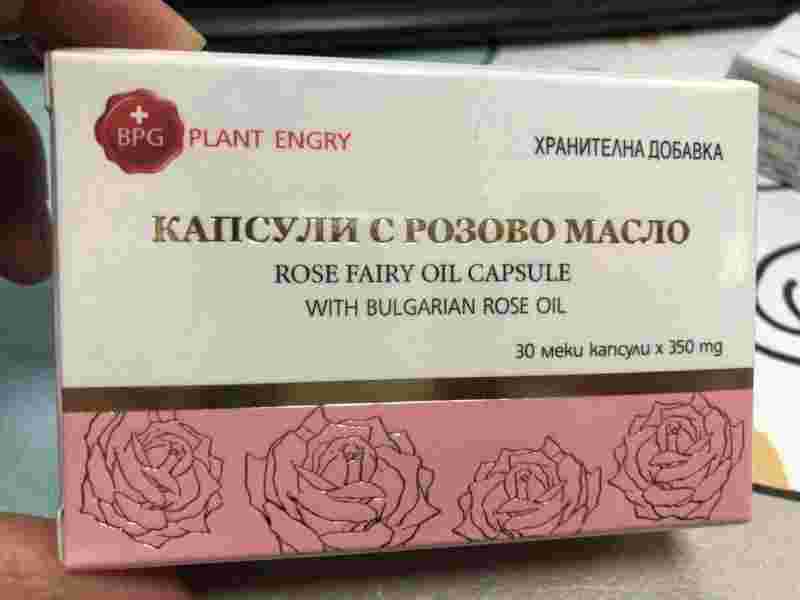 BPG PLANT ENGRY
ХРАНИТЕЛНА ДОБАВКА
КАПСУЛИ С РОЗОВО МАСЛО
ROSE FAIRY OIL CAPSULE
WITH BULGARIAN ROSE OIL
30 меки капсули x 350 mg